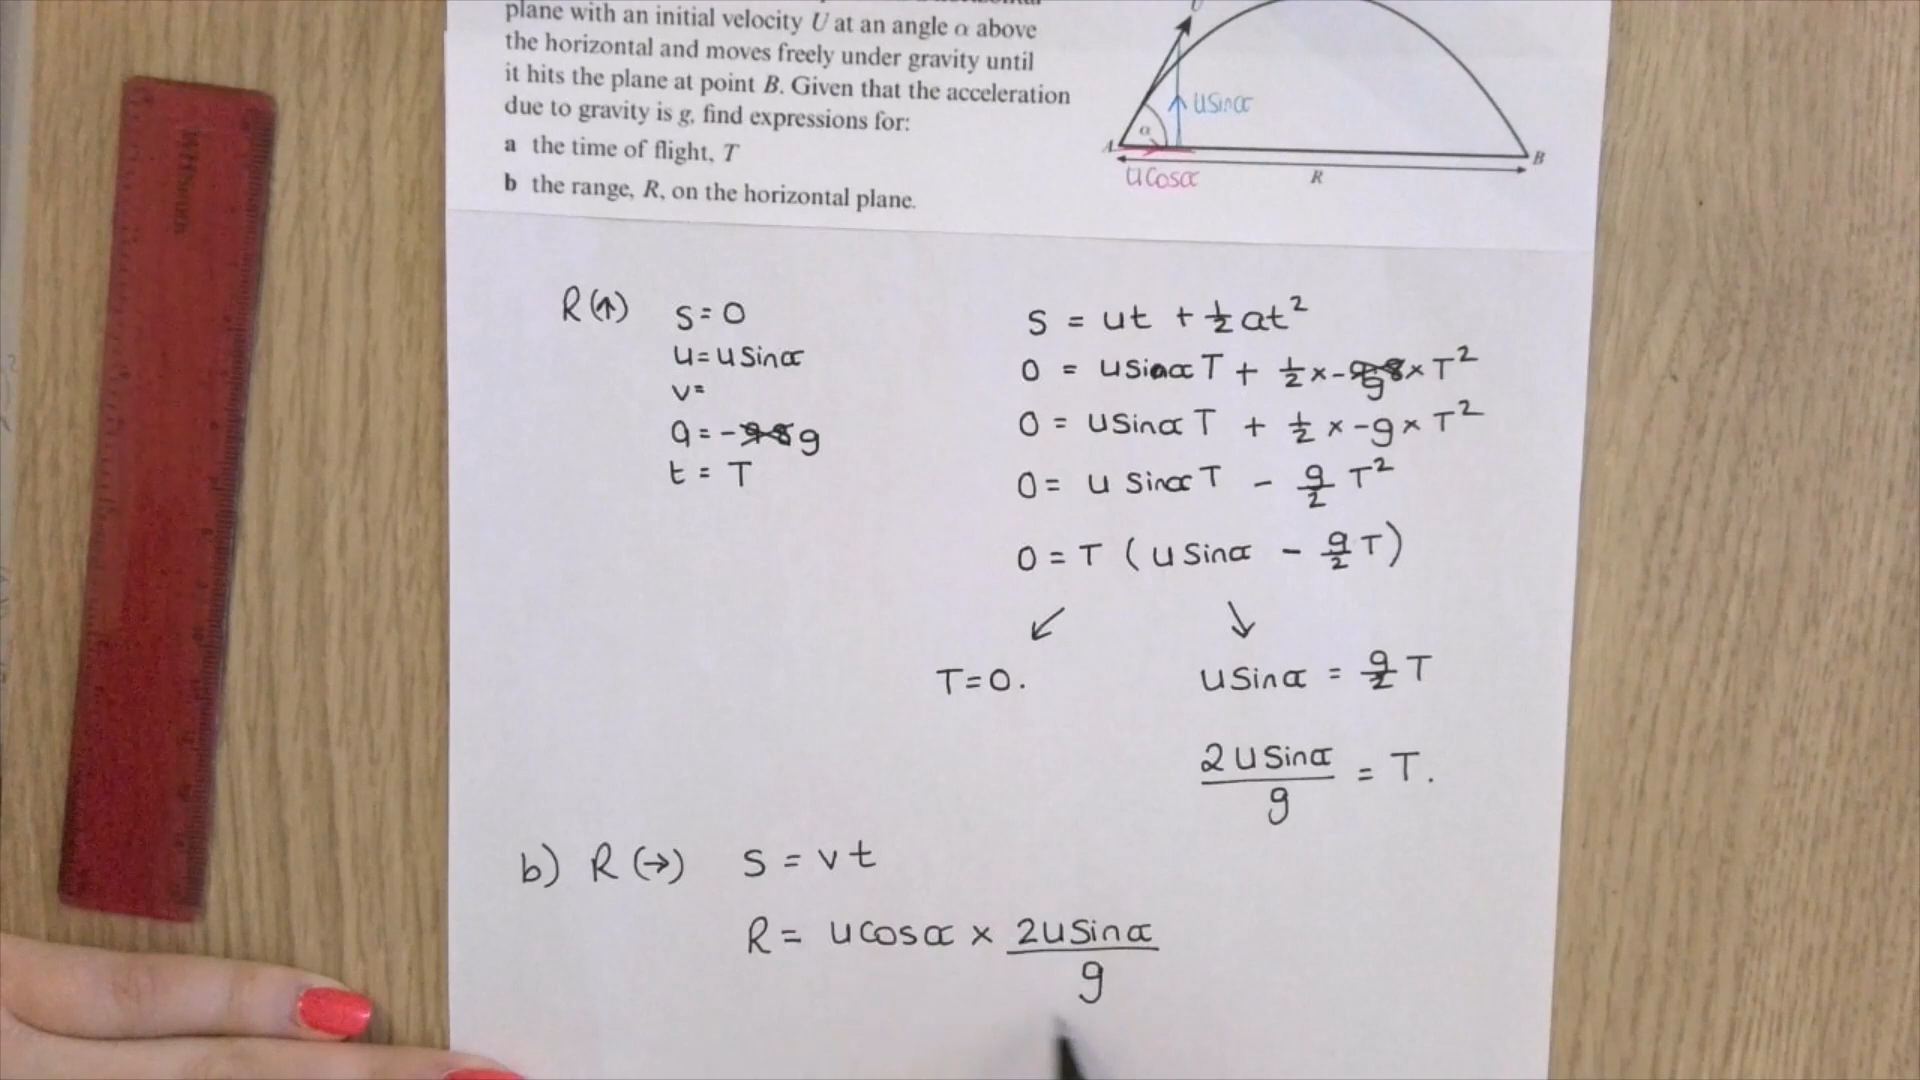 plane with an initial velocity U at an angle α above
the horizontal and moves freely under gravity until
it hits the plane at point B. Given that the acceleration
due to gravity is g, find expressions for:
a the time of flight, T
b the range, R, on the horizontal plane.
U
usinα
α
A
B
ucosα
R
R(↑)
s = 0
u = usinα
v =
a = -g
t = T
s = ut + ½at²
0 = usinαT + ½ × -g × T²
0 = usinαT + ½ × -g × T²
0 = usinαT - g/2 T²
0 = T (usinα - g/2 T)
↙ ↘
T = 0. usinα = g/2 T
2usinα/g = T.
b) R(→) s = vt
R = ucosα × 2usinα/g